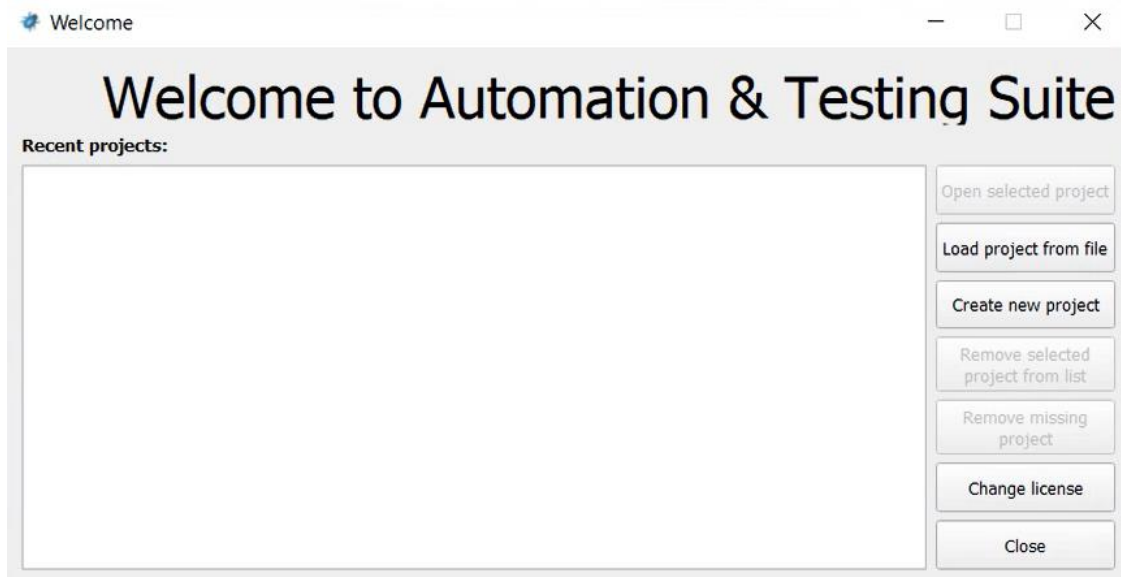 Welcome
Welcome to Automation & Testing Suite
Recent projects:
Open selected project
Load project from file
Create new project
Remove selected
project from list
Remove missing
project
Change license
Close